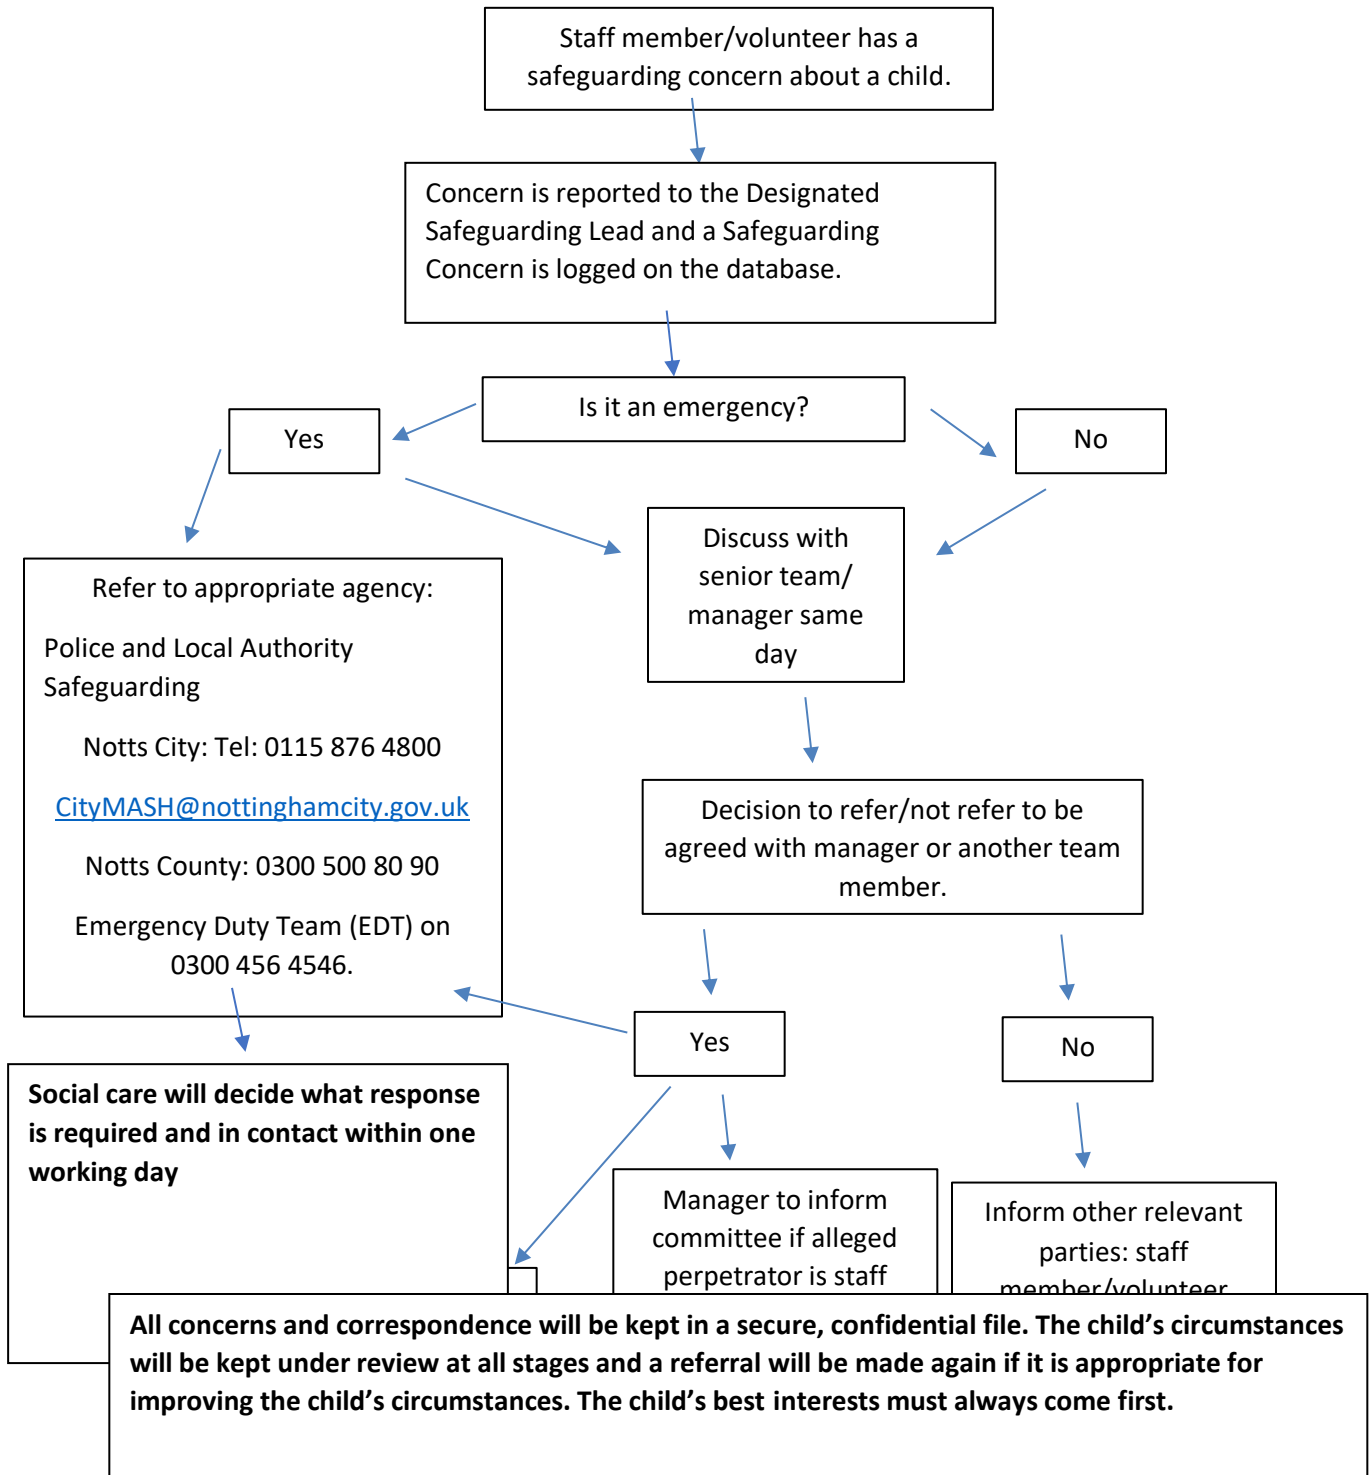 Staff member/volunteer has a
safeguarding concern about a child.
Concern is reported to the Designated
Safeguarding Lead and a Safeguarding
Concern is logged on the database.
Is it an emergency?
Yes
No
Discuss with
senior team/
manager same
day
Refer to appropriate agency:
Police and Local Authority
Safeguarding
Notts City: Tel: 0115 876 4800
CityMASH@nottinghamcity.gov.uk
Notts County: 0300 500 80 90
Emergency Duty Team (EDT) on
0300 456 4546.
Decision to refer/not refer to be
agreed with manager or another team
member.
Yes
No
Social care will decide what response
is required and in contact within one
working day
Manager to inform
committee if alleged
perpetrator is staff
Inform other relevant
parties: staff
member/volunteer
All concerns and correspondence will be kept in a secure, confidential file. The child’s circumstances
will be kept under review at all stages and a referral will be made again if it is appropriate for
improving the child’s circumstances. The child’s best interests must always come first.